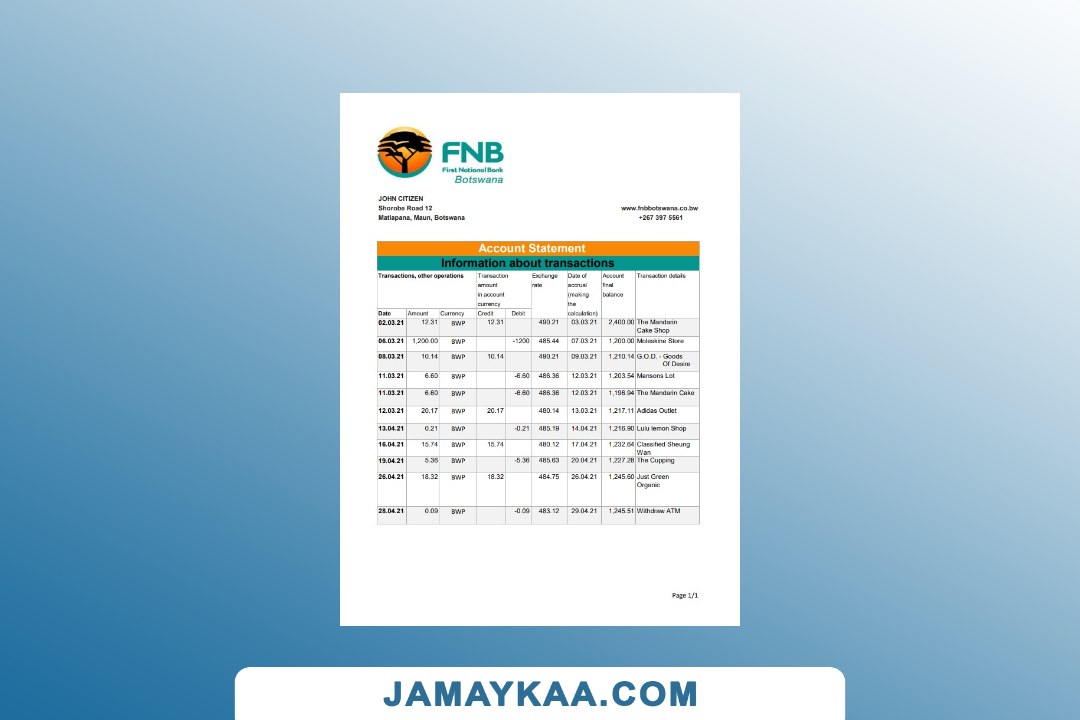 FNB
First National Bank
Botswana
JOHN CITIZEN
Shorobe Road 12
Matlapana, Maun, Botswana
www.fnbbotswana.co.bw
+267 397 5561
Account Statement
Information about transactions
Transactions, other operations
Transaction
amount
in account
currency
Exchange
rate
Date of
accrual
(making
the
calculation)
Account
final
balance
Transaction details
Date Amount Currency Credit Debit
02.03.21 12.31 BWP 12.31 490.21 03.03.21 2,400.00 The Mandarin
Cake Shop
06.03.21 1,200.00 BWP -1200 485.44 07.03.21 1,200.00 Moleskine Store
08.03.21 10.14 BWP 10.14 490.21 09.03.21 1,210.14 G.O.D. - Goods
Of Desire
11.03.21 6.60 BWP -6.60 486.36 12.03.21 1,203.54 Mansons Lot
11.03.21 6.60 BWP -6.60 486.36 12.03.21 1,196.94 The Mandarin Cake
12.03.21 20.17 BWP 20.17 480.14 13.03.21 1,217.11 Adidas Outlet
13.04.21 0.21 BWP -0.21 485.19 14.04.21 1,216.90 Lulu lemon Shop
16.04.21 15.74 BWP 15.74 480.12 17.04.21 1,232.64 Classified Sheung
Wan
19.04.21 5.36 BWP -5.36 485.63 20.04.21 1,227.28 The Cupping
26.04.21 18.32 BWP 18.32 484.75 26.04.21 1,245.60 Just Green
Organic
28.04.21 0.09 BWP -0.09 483.12 29.04.21 1,245.51 Withdrew ATM
Page 1/1
JAMAYKAA.COM